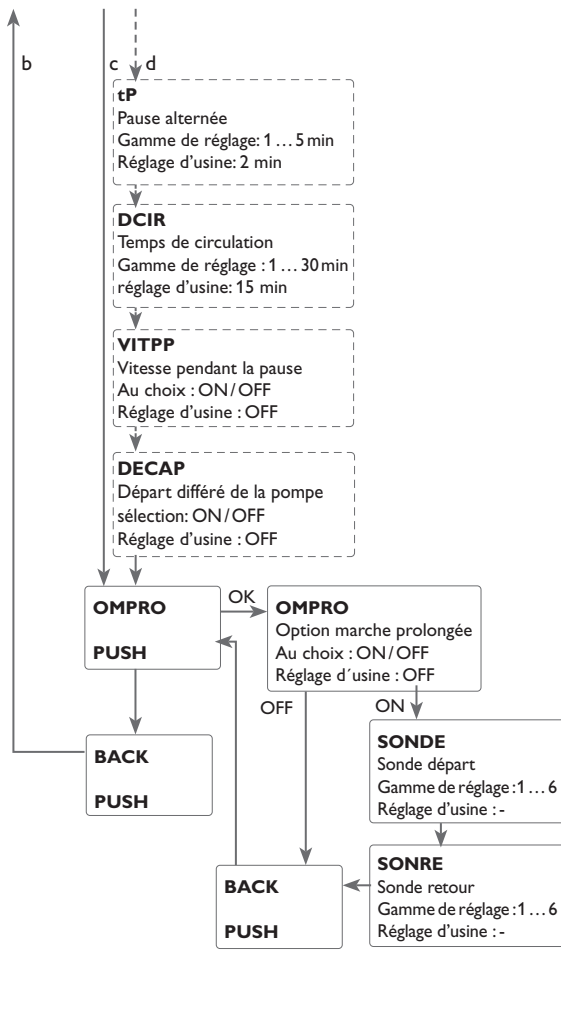 b
c
d
tP
Pause alternée
Gamme de réglage: 1 … 5 min
Réglage d'usine: 2 min
DCIR
Temps de circulation
Gamme de réglage : 1 … 30 min
réglage d'usine: 15 min
VITPP
Vitesse pendant la pause
Au choix : ON / OFF
Réglage d'usine : OFF
DECAP
Départ différé de la pompe
sélection: ON / OFF
Réglage d'usine : OFF
OMPRO
PUSH
OK
OMPRO
Option marche prolongée
Au choix : ON / OFF
Réglage d´usine : OFF
OFF
ON
BACK
PUSH
SONDE
Sonde départ
Gamme de réglage :1 … 6
Réglage d'usine : -
SONRE
Sonde retour
Gamme de réglage :1 … 6
Réglage d'usine : -
BACK
PUSH